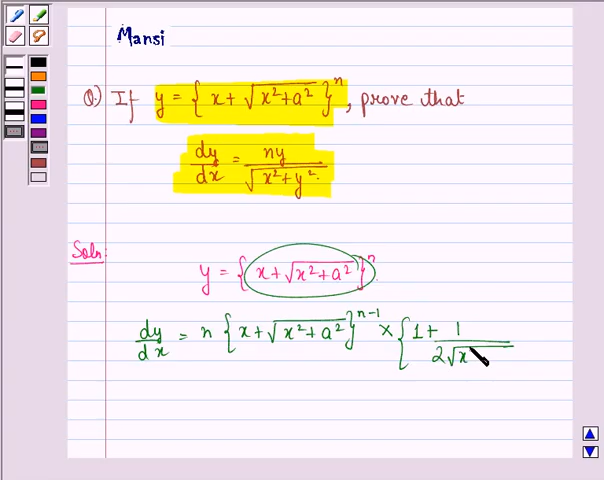 Mansi
Q) If y = { x + √(x² + a²) }ⁿ, prove that
dy/dx = ny/√(x² + y²)
Soln:
y = { x + √(x² + a²) }ⁿ
dy/dx = n { x + √(x² + a²) }ⁿ⁻¹ × { 1 + 1/(2√x